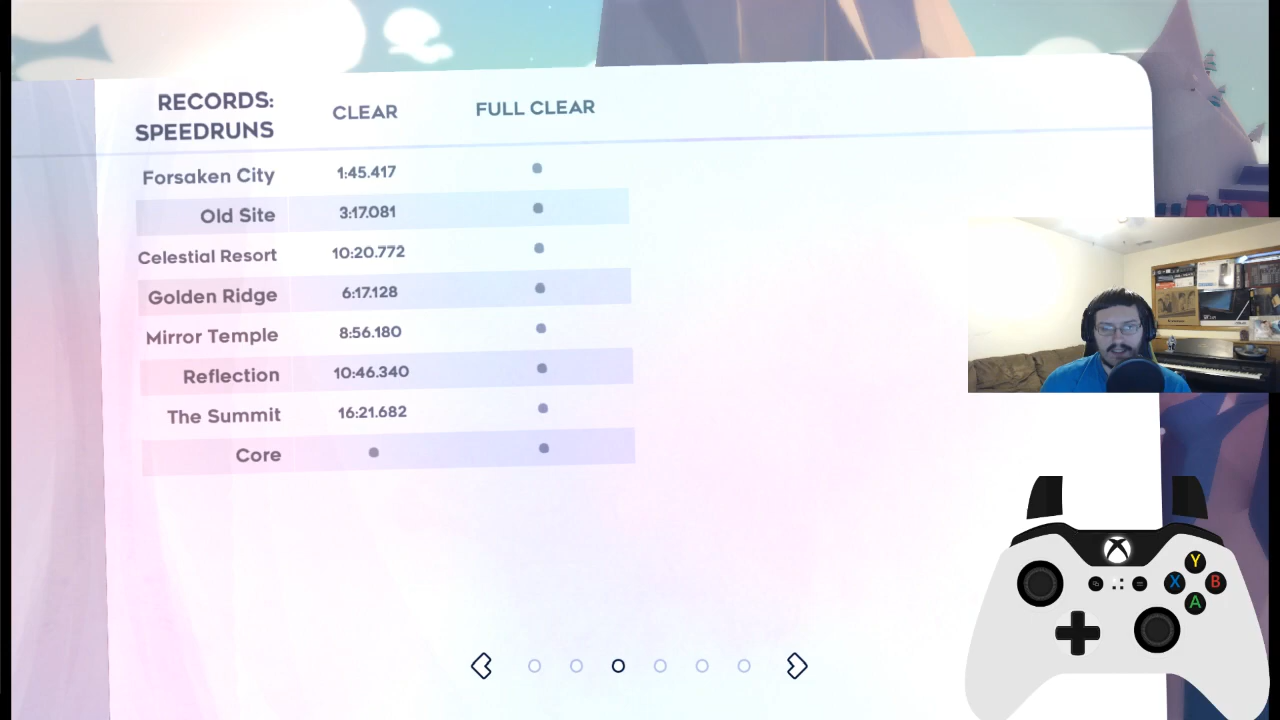 RECORDS: SPEEDRUNS CLEAR FULL CLEAR
Forsaken City 1:45.417
Old Site 3:17.081
Celestial Resort 10:20.772
Golden Ridge 6:17.128
Mirror Temple 8:56.180
Reflection 10:46.340
The Summit 16:21.682
Core
Y
X B
A